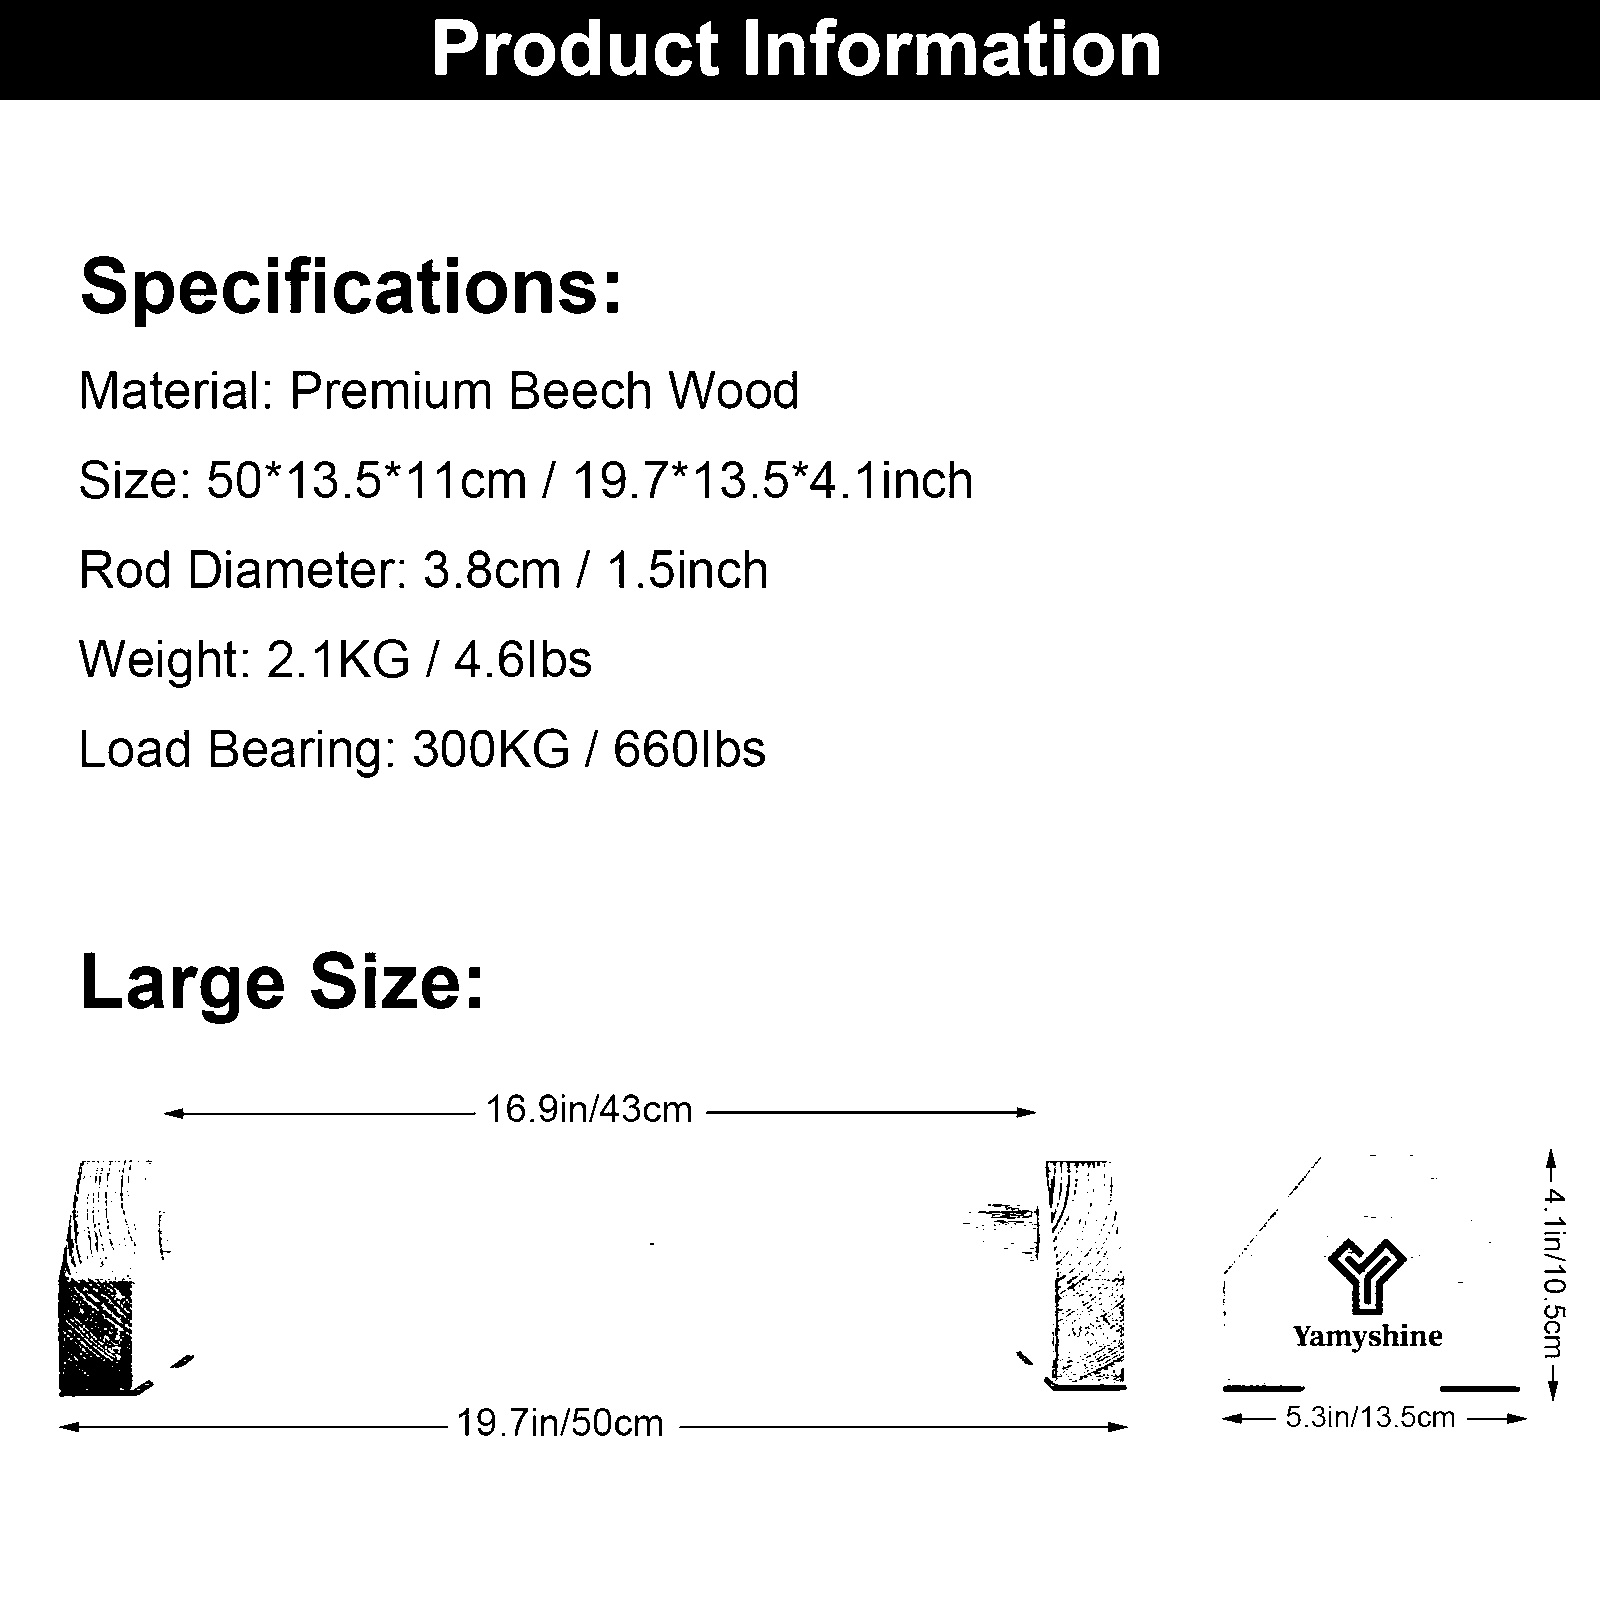 Product Information
Specifications:
Material: Premium Beech Wood
Size: 50*13.5*11cm / 19.7*13.5*4.1inch
Rod Diameter: 3.8cm / 1.5inch
Weight: 2.1KG / 4.6lbs
Load Bearing: 300KG / 660lbs
Large Size:
16.9in/43cm
4.1in/10.5cm
Yamyshine
19.7in/50cm
5.3in/13.5cm